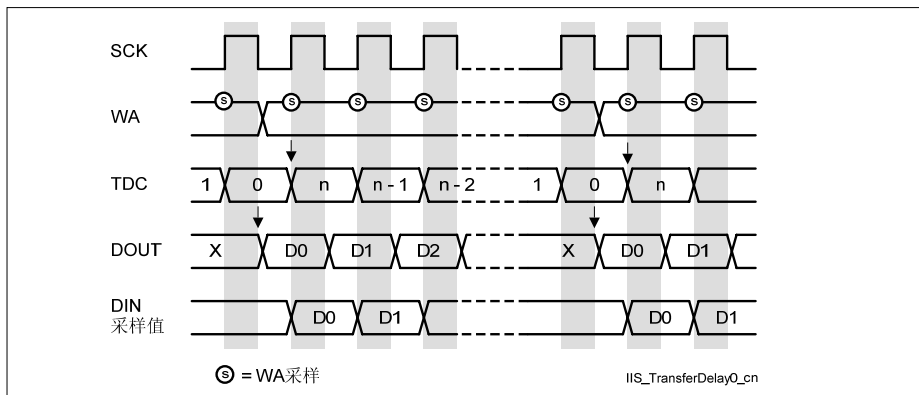 SCK
S S S S S S S
WA
TDC 1 0 n n - 1 n - 2 1 0 n
DOUT X D0 D1 D2 X D0 D1
DIN
采样值 D0 D1 D0 D1
S = WA采样
IIS_TransferDelay0_cn